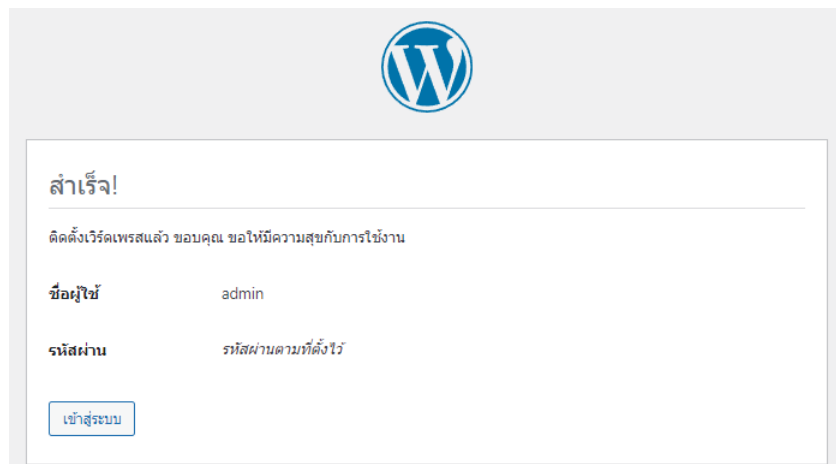 สำเร็จ!
ติดตั้งเวิร์ดเพรสแล้ว ขอบคุณ ขอให้มีความสุขกับการใช้งาน
ชื่อผู้ใช้ admin
รหัสผ่าน รหัสผ่านตามที่ตั้งไว้
เข้าสู่ระบบ